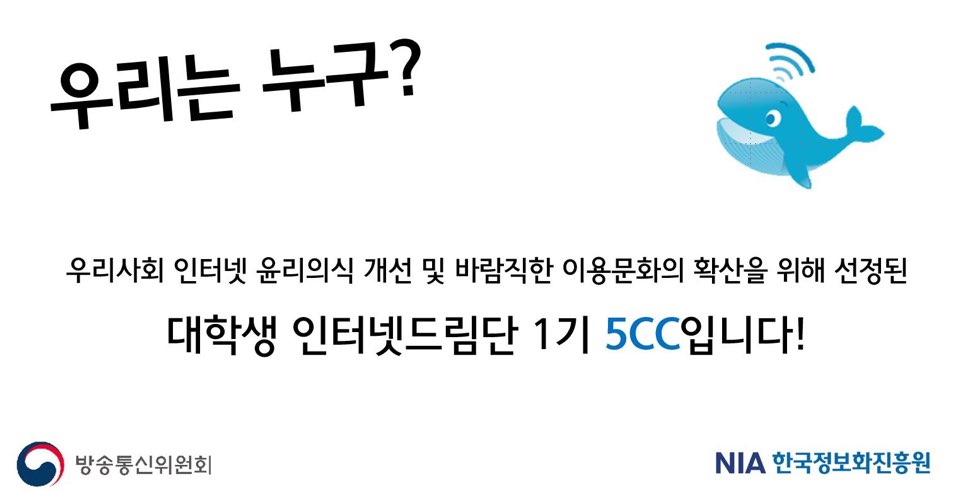 우리는 누구?
우리사회 인터넷 윤리의식 개선 및 바람직한 이용문화의 확산을 위해 선정된
대학생 인터넷드림단 1기 5CC입니다!
방송통신위원회
NIA 한국정보화진흥원